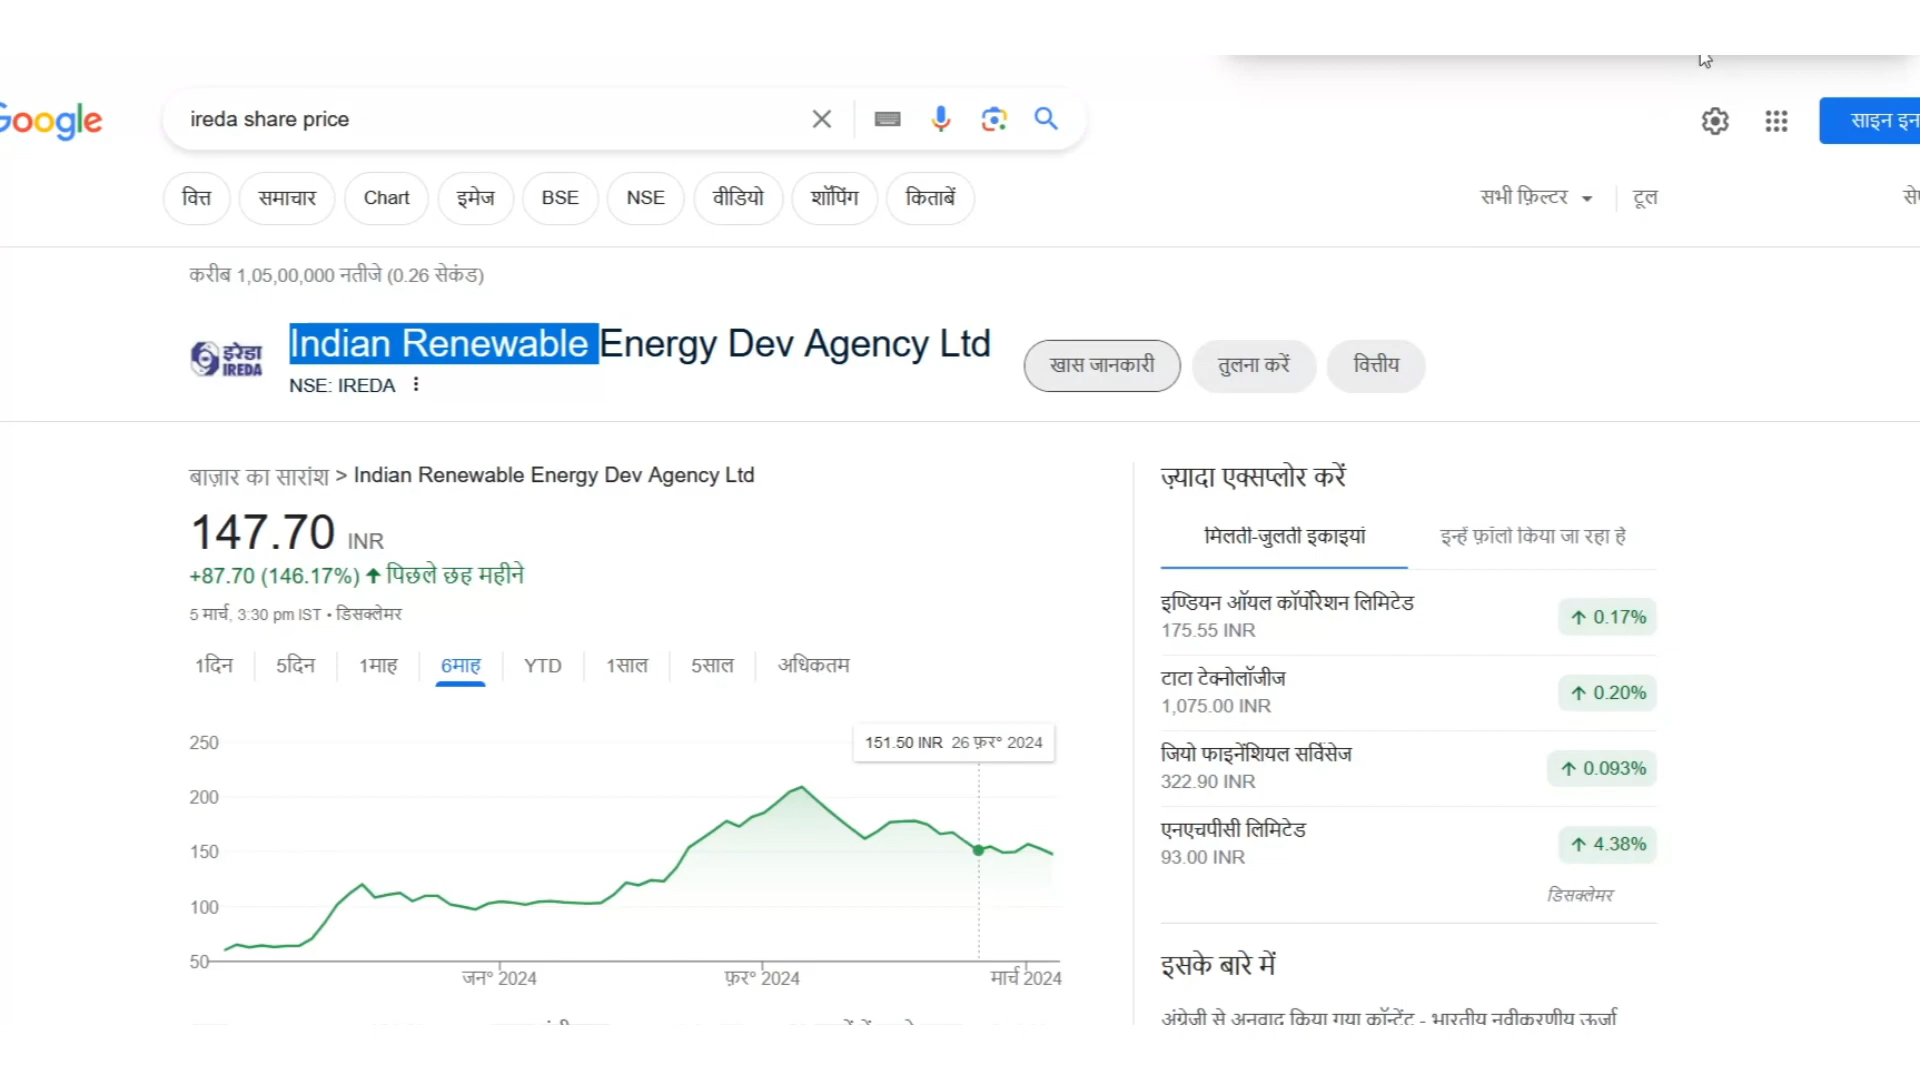 Google
ireda share price
साइन इन
वित्त
समाचार
Chart
इमेज
BSE
NSE
वीडियो
शॉपिंग
किताबें
सभी फ़िल्टर
टूल
करीब 1,05,00,000 नतीजे (0.26 सेकंड)
इरेडा
IREDA
Indian Renewable Energy Dev Agency Ltd
NSE: IREDA
खास जानकारी
तुलना करें
वित्तीय
बाज़ार का सारांश > Indian Renewable Energy Dev Agency Ltd
147.70 INR
+87.70 (146.17%) ↑ पिछले छह महीने
5 मार्च, 3:30 pm IST • डिसक्लेमर
1दिन
5दिन
1माह
6माह
YTD
1साल
5साल
अधिकतम
151.50 INR 26 फ़र॰ 2024
250
200
150
100
50
जन॰ 2024
फ़र॰ 2024
मार्च 2024
ज़्यादा एक्सप्लोर करें
मिलती-जुलती इकाइयां
इन्हें फ़ॉलो किया जा रहा है
इण्डियन ऑयल कॉर्पोरेशन लिमिटेड
175.55 INR
↑ 0.17%
टाटा टेक्नोलॉजीज
1,075.00 INR
↑ 0.20%
जियो फाइनेंशियल सर्विसेज
322.90 INR
↑ 0.093%
एनएचपीसी लिमिटेड
93.00 INR
↑ 4.38%
डिसक्लेमर
इसके बारे में
अंग्रेज़ी से अनुवाद किया गया कॉन्टेंट - भारतीय नवीकरणीय ऊर्जा